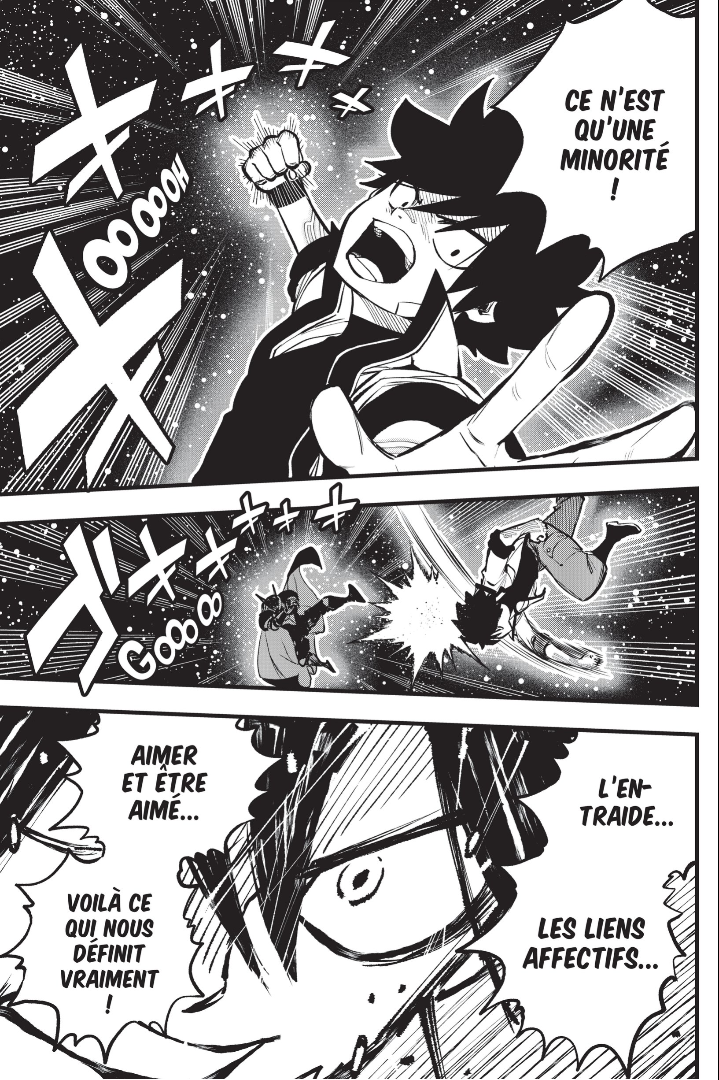 CE N'EST
QU'UNE
MINORITÉ
!
OOOOOH
GOOOOO
L'EN-
TRAIDE...
LES LIENS
AFFECTIFS...
AIMER
ET ÊTRE
AIMÉ...
VOILÀ CE
QUI NOUS
DÉFINIT
VRAIMENT
!